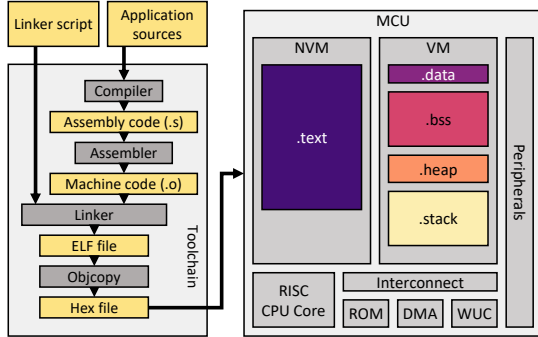 Linker script
Application
sources
Compiler
Assembly code (.s)
Assembler
Machine code (.o)
Linker
ELF file
Objcopy
Hex file
Toolchain
MCU
NVM
.text
VM
.data
.bss
.heap
.stack
Peripherals
RISC
CPU Core
Interconnect
ROM
DMA
WUC